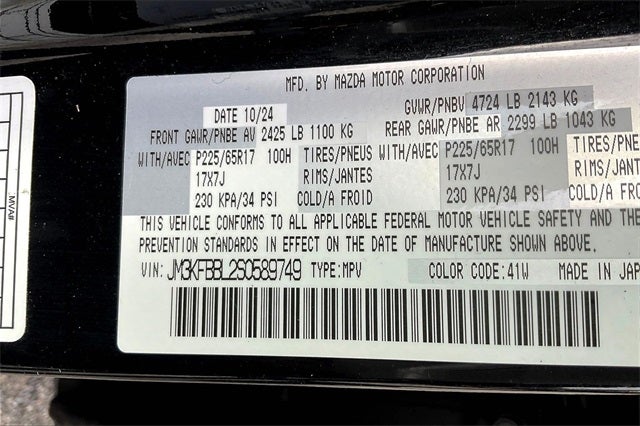 MFD. BY MAZDA MOTOR CORPORATION
DATE 10/24 GVWR/PNBV 4724 LB 2143 KG
FRONT GAWR/PNBE AV 2425 LB 1100 KG REAR GAWR/PNBE AR 2299 LB 1043 KG
WITH/AVEC P225/65R17 100H TIRES/PNEUS WITH/AVEC P225/65R17 100H TIRES/PN
17X7J RIMS/JANTES 17X7J RIMS/JAN
230 KPA/34 PSI COLD/A FROID 230 KPA/34 PSI COLD/A F
THIS VEHICLE CONFORMS TO ALL APPLICABLE FEDERAL MOTOR VEHICLE SAFETY AND THE
PREVENTION STANDARDS IN EFFECT ON THE DATE OF MANUFACTURE SHOWN ABOVE.
VIN: JM3KFBBL2S0589749 TYPE:MPV COLOR CODE:41W MADE IN JAP
MVA#